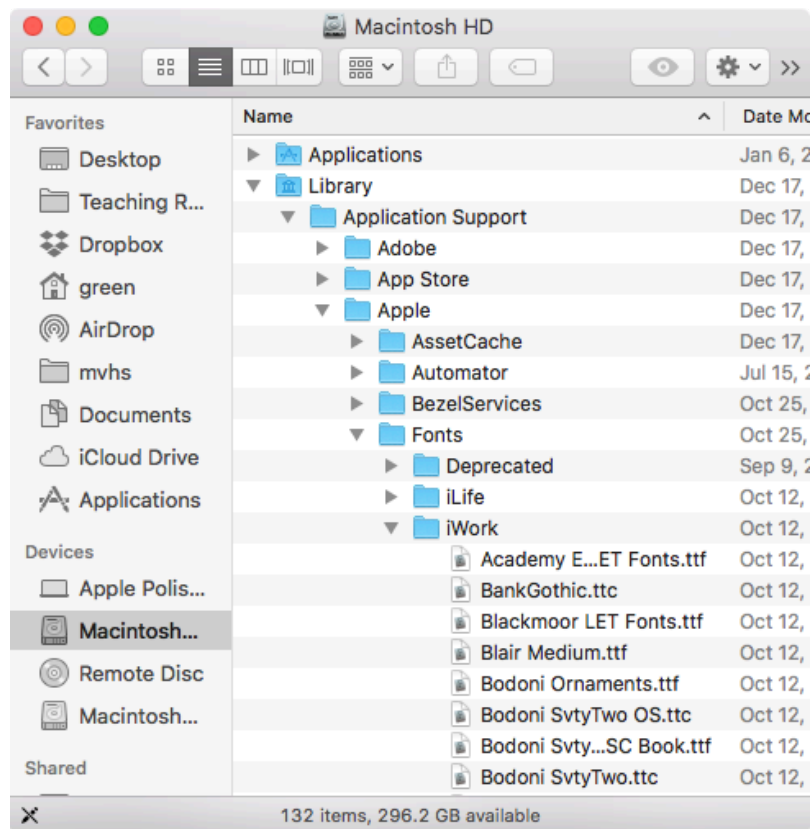 Macintosh HD
Favorites
Desktop
Teaching R...
Dropbox
green
AirDrop
mvhs
Documents
iCloud Drive
Applications
Devices
Apple Polis...
Macintosh...
Remote Disc
Macintosh...
Shared
Name Date Mo
Applications Jan 6, 2
Library Dec 17,
Application Support Dec 17,
Adobe Dec 17,
App Store Dec 17,
Apple Dec 17,
AssetCache Dec 17,
Automator Jul 15, 2
BezelServices Oct 25,
Fonts Oct 25,
Deprecated Sep 9, 2
iLife Oct 12,
iWork Oct 12,
Academy E...ET Fonts.ttf Oct 12,
BankGothic.ttc Oct 12,
Blackmoor LET Fonts.ttf Oct 12,
Blair Medium.ttf Oct 12,
Bodoni Ornaments.ttf Oct 12,
Bodoni SvtyTwo OS.ttc Oct 12,
Bodoni Svty...SC Book.ttf Oct 12,
Bodoni SvtyTwo.ttc Oct 12,
132 items, 296.2 GB available